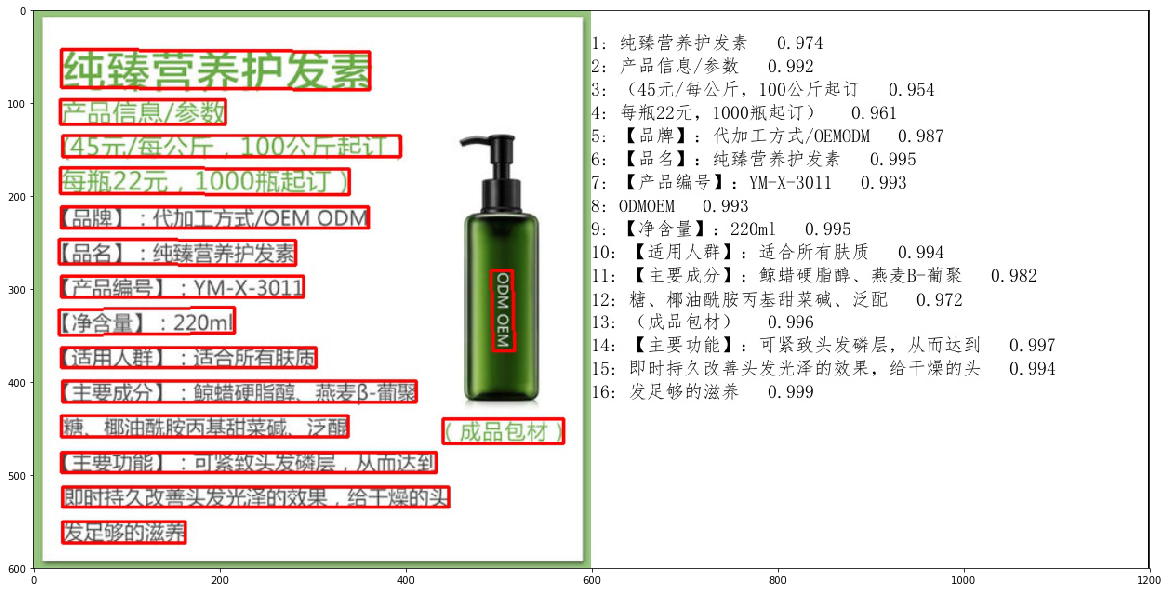 纯臻营养护发素
产品信息/参数
(45元/每公斤，100公斤起订，
每瓶22元，1000瓶起订）
【品牌】：代加工方式/OEM ODM
【品名】：纯臻营养护发素
【产品编号】：YM-X-3011
【净含量】：220ml
【适用人群】：适合所有肤质
【主要成分】：鲸蜡硬脂醇、燕麦β-葡聚
糖、椰油酰胺丙基甜菜碱、泛醌
【主要功能】：可紧致头发磷层，从而达到
即时持久改善头发光泽的效果，给干燥的头
发足够的滋养
ODM OEM
（成品包材）
1: 纯臻营养护发素 0.974
2: 产品信息/参数 0.992
3: （45元/每公斤，100公斤起订 0.954
4: 每瓶22元，1000瓶起订） 0.961
5: 【品牌】：代加工方式/OEMODM 0.987
6: 【品名】：纯臻营养护发素 0.995
7: 【产品编号】：YM-X-3011 0.993
8: ODMOEM 0.993
9: 【净含量】：220ml 0.995
10: 【适用人群】：适合所有肤质 0.994
11: 【主要成分】：鲸蜡硬脂醇、燕麦B-葡聚 0.982
12: 糖、椰油酰胺丙基甜菜碱、泛配 0.972
13: （成品包材） 0.996
14: 【主要功能】：可紧致头发磷层，从而达到 0.997
15: 即时持久改善头发光泽的效果，给干燥的头 0.994
16: 发足够的滋养 0.999
0
100
200
300
400
500
600
0
200
400
600
800
1000
1200